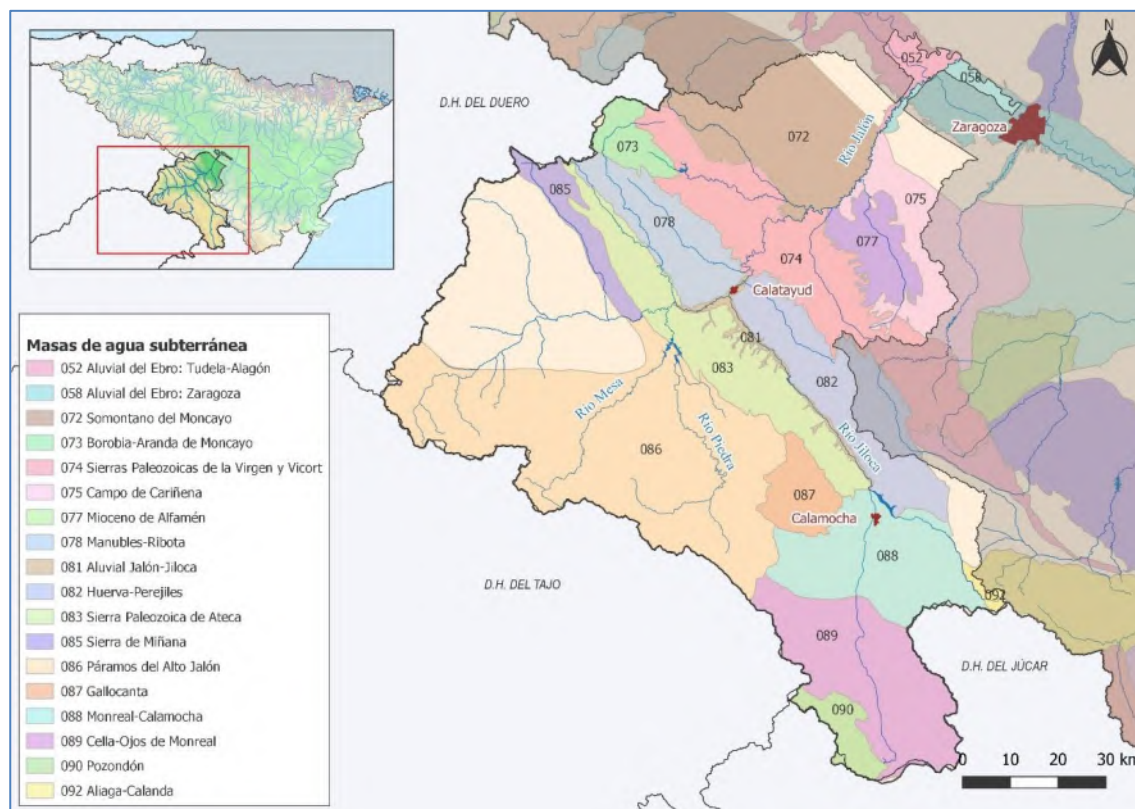 N
052
058
D.H. DEL DUERO
Zaragoza
072
Río Jalón
073
085
075
078
077
074
Calatayud
081
083
082
Río Mesa
Río Piedra
Río Jiloca
086
087
Calamocha
088
092
D.H. DEL TAJO
089
D.H. DEL JÚCAR
090
0 10 20 30 km
Masas de agua subterránea
052 Aluvial del Ebro: Tudela-Alagón
058 Aluvial del Ebro: Zaragoza
072 Somontano del Moncayo
073 Borobia-Aranda de Moncayo
074 Sierras Paleozoicas de la Virgen y Vicort
075 Campo de Cariñena
077 Mioceno de Alfamén
078 Manubles-Ribota
081 Aluvial Jalón-Jiloca
082 Huerva-Perejiles
083 Sierra Paleozoica de Ateca
085 Sierra de Miñana
086 Páramos del Alto Jalón
087 Gallocanta
088 Monreal-Calamocha
089 Cella-Ojos de Monreal
090 Pozondón
092 Aliaga-Calanda